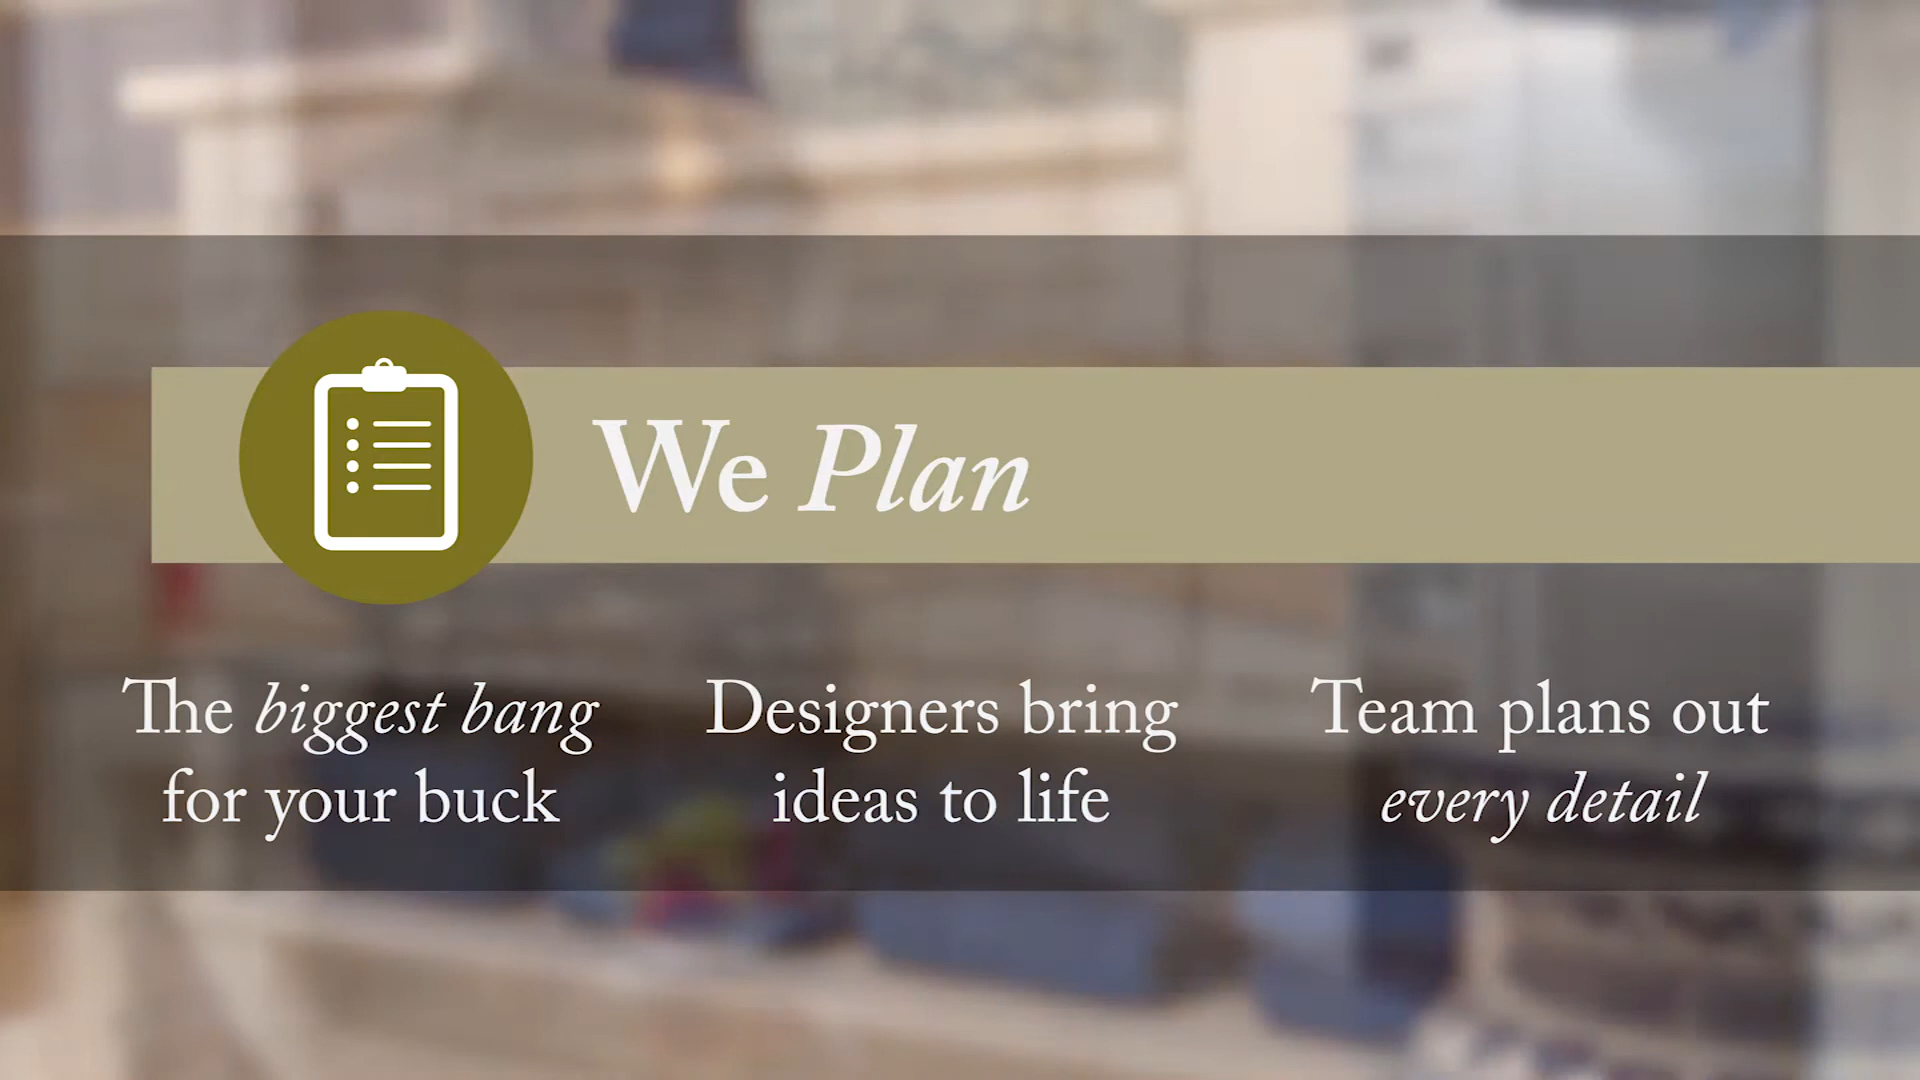 We Plan
The biggest bang
for your buck
Designers bring
ideas to life
Team plans out
every detail